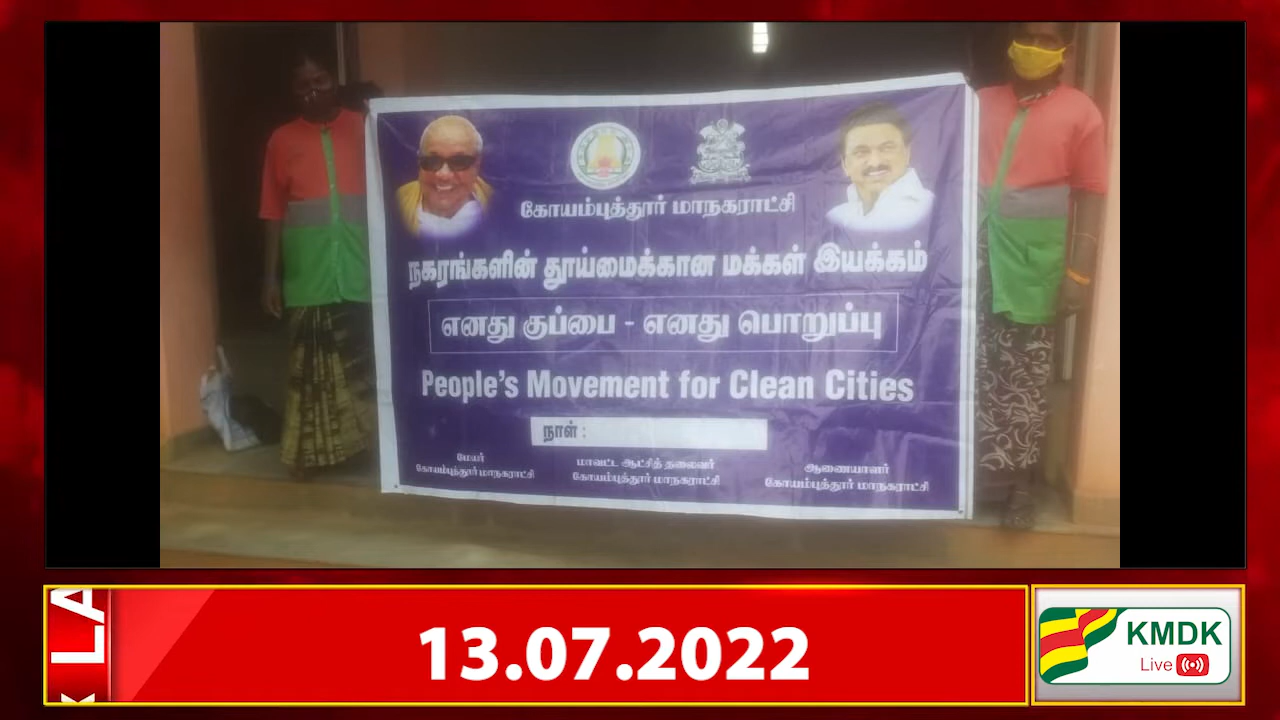 கோயம்புத்தூர் மாநகராட்சி
நகரங்களின் தூய்மைக்கான மக்கள் இயக்கம்
எனது குப்பை - எனது பொறுப்பு
People's Movement for Clean Cities
நாள் :
மேயர்
கோயம்புத்தூர் மாநகராட்சி
மாவட்ட ஆட்சித் தலைவர்
கோயம்புத்தூர் மாநகராட்சி
ஆணையாளர்
கோயம்புத்தூர் மாநகராட்சி
LA
13.07.2022
KMDK
Live